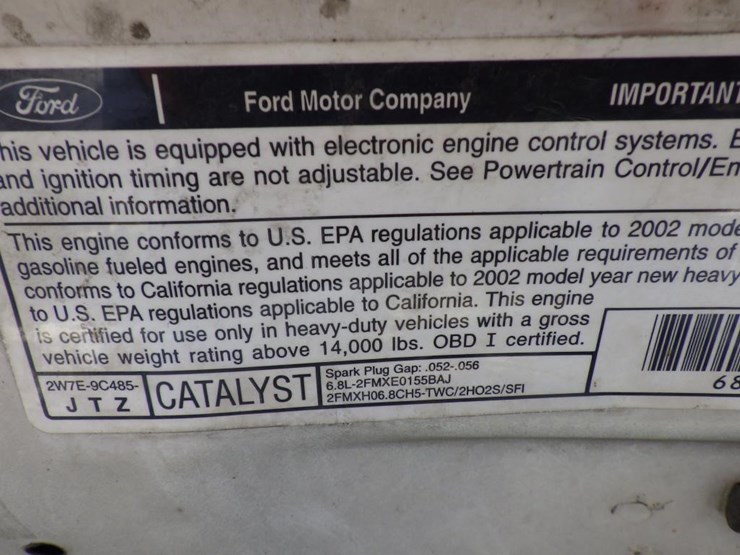 Ford
Ford Motor Company
IMPORTANT
his vehicle is equipped with electronic engine control systems.
and ignition timing are not adjustable. See Powertrain Control/Em
additional information.
This engine conforms to U.S. EPA regulations applicable to 2002 mode
gasoline fueled engines, and meets all of the applicable requirements of
conforms to California regulations applicable to 2002 model year new heavy
to U.S. EPA regulations applicable to California. This engine
is certified for use only in heavy-duty vehicles with a gross
vehicle weight rating above 14,000 lbs. OBD I certified.
2W7E-9C485-
J T Z
CATALYST
Spark Plug Gap: .052-.056
6.8L-2FMXE0155BAJ
2FMXH06.8CH5-TWC/2HO2S/SFI
68